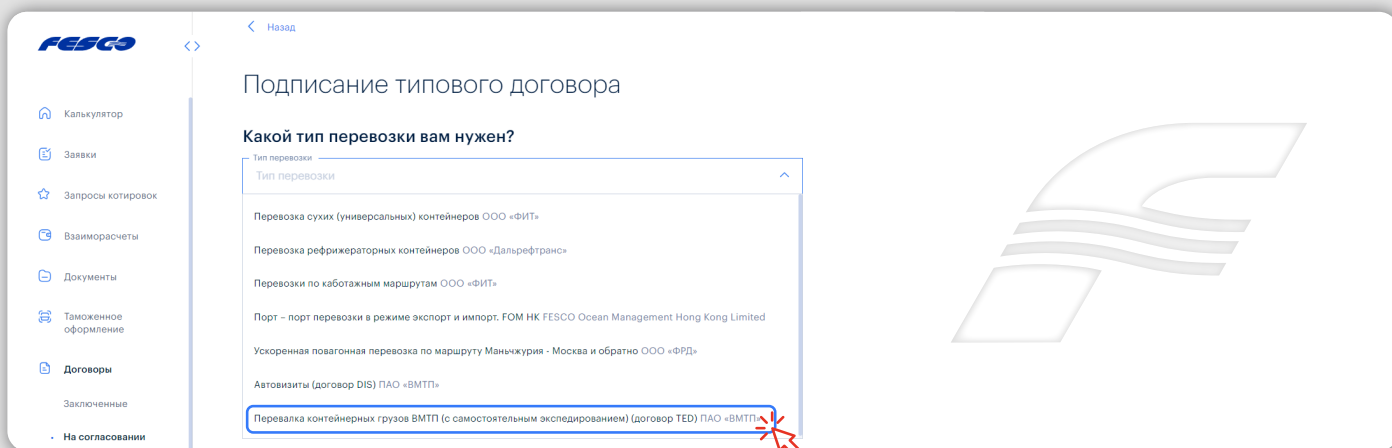 Назад
FESCO
Подписание типового договора
Калькулятор
Какой тип перевозки вам нужен?
Заявки
Тип перевозки
Тип перевозки
Запросы котировок
Перевозка сухих (универсальных) контейнеров ООО «ФИТ»
Взаиморасчеты
Перевозка рефрижераторных контейнеров ООО «Дальрефтранс»
Документы
Перевозки по каботажным маршрутам ООО «ФИТ»
Таможенное
оформление
Порт – порт перевозки в режиме экспорт и импорт. FOM HK FESCO Ocean Management Hong Kong Limited
Ускоренная повагонная перевозка по маршруту Маньчжурия - Москва и обратно ООО «ФРД»
Договоры
Автовизиты (договор DIS) ПАО «ВМТП»
Заключенные
Перевалка контейнерных грузов ВМТП (с самостоятельным экспедированием) (договор TED) ПАО «ВМТП»
На согласовании